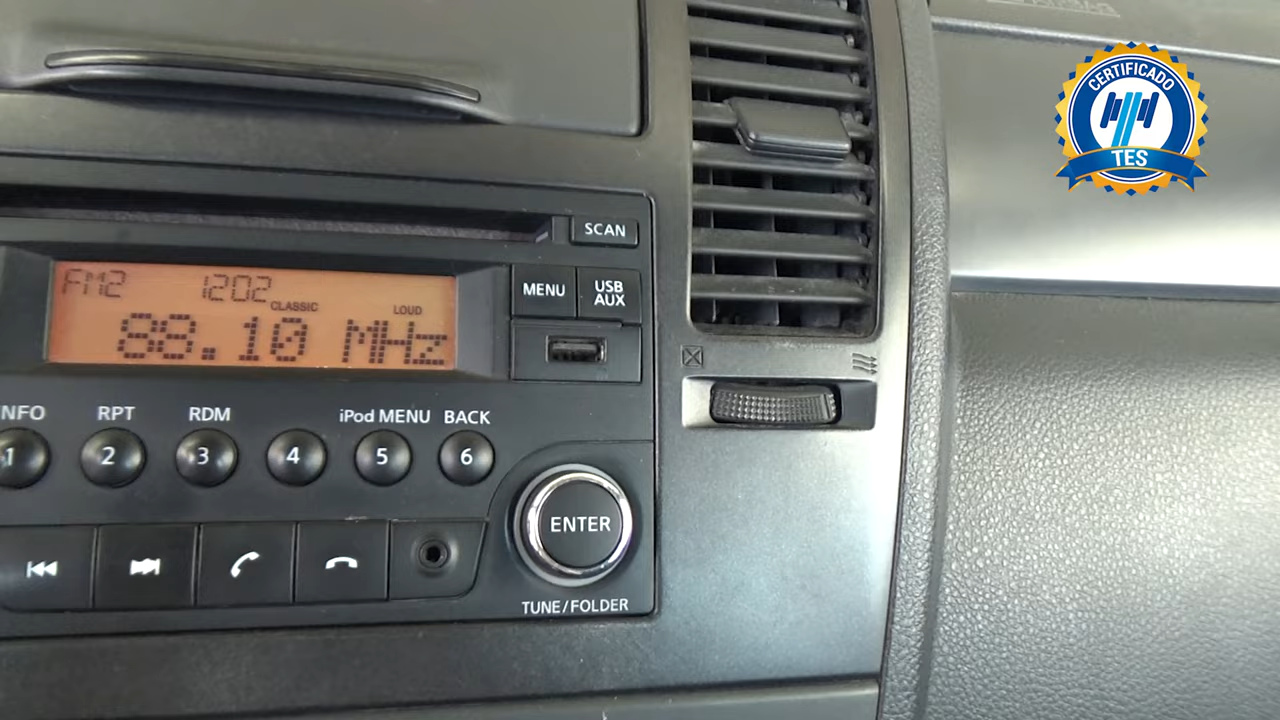 CERTIFICADO
TES
SCAN
MENU
USB
AUX
FM2 1202
CLASSIC LOUD
88.10 MHz
NFO RPT RDM iPod MENU BACK
1 2 3 4 5 6
ENTER
TUNE/FOLDER